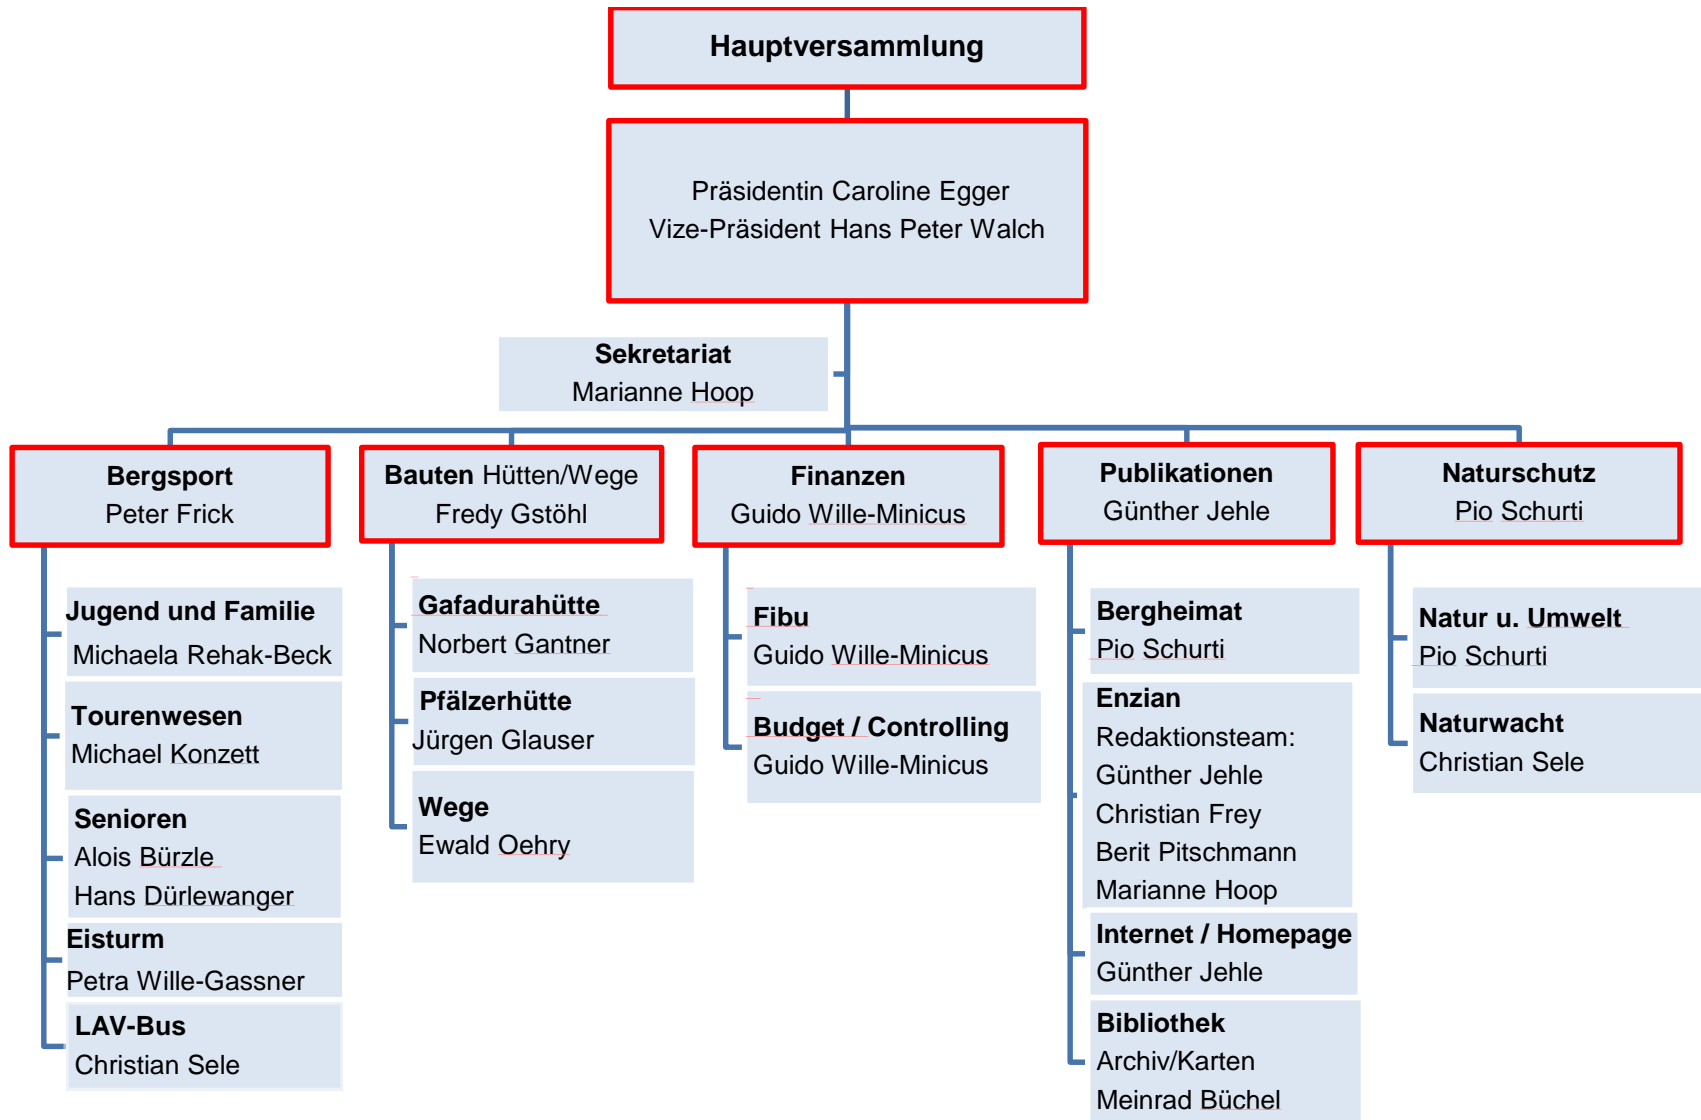 Hauptversammlung
Präsidentin Caroline Egger
Vize-Präsident Hans Peter Walch
Sekretariat
Marianne Hoop
Bergsport
Peter Frick
Jugend und Familie
Michaela Rehak-Beck
Tourenwesen
Michael Konzett
Senioren
Alois Bürzle
Hans Dürlewanger
Eisturm
Petra Wille-Gassner
LAV-Bus
Christian Sele
Bauten Hütten/Wege
Fredy Gstöhl
Gafadurahütte
Norbert Gantner
Pfälzerhütte
Jürgen Glauser
Wege
Ewald Oehry
Finanzen
Guido Wille-Minicus
Fibu
Guido Wille-Minicus
Budget / Controlling
Guido Wille-Minicus
Publikationen
Günther Jehle
Bergheimat
Pio Schurti
Enzian
Redaktionsteam:
Günther Jehle
Christian Frey
Berit Pitschmann
Marianne Hoop
Internet / Homepage
Günther Jehle
Bibliothek
Archiv/Karten
Meinrad Büchel
Naturschutz
Pio Schurti
Natur u. Umwelt
Pio Schurti
Naturwacht
Christian Sele